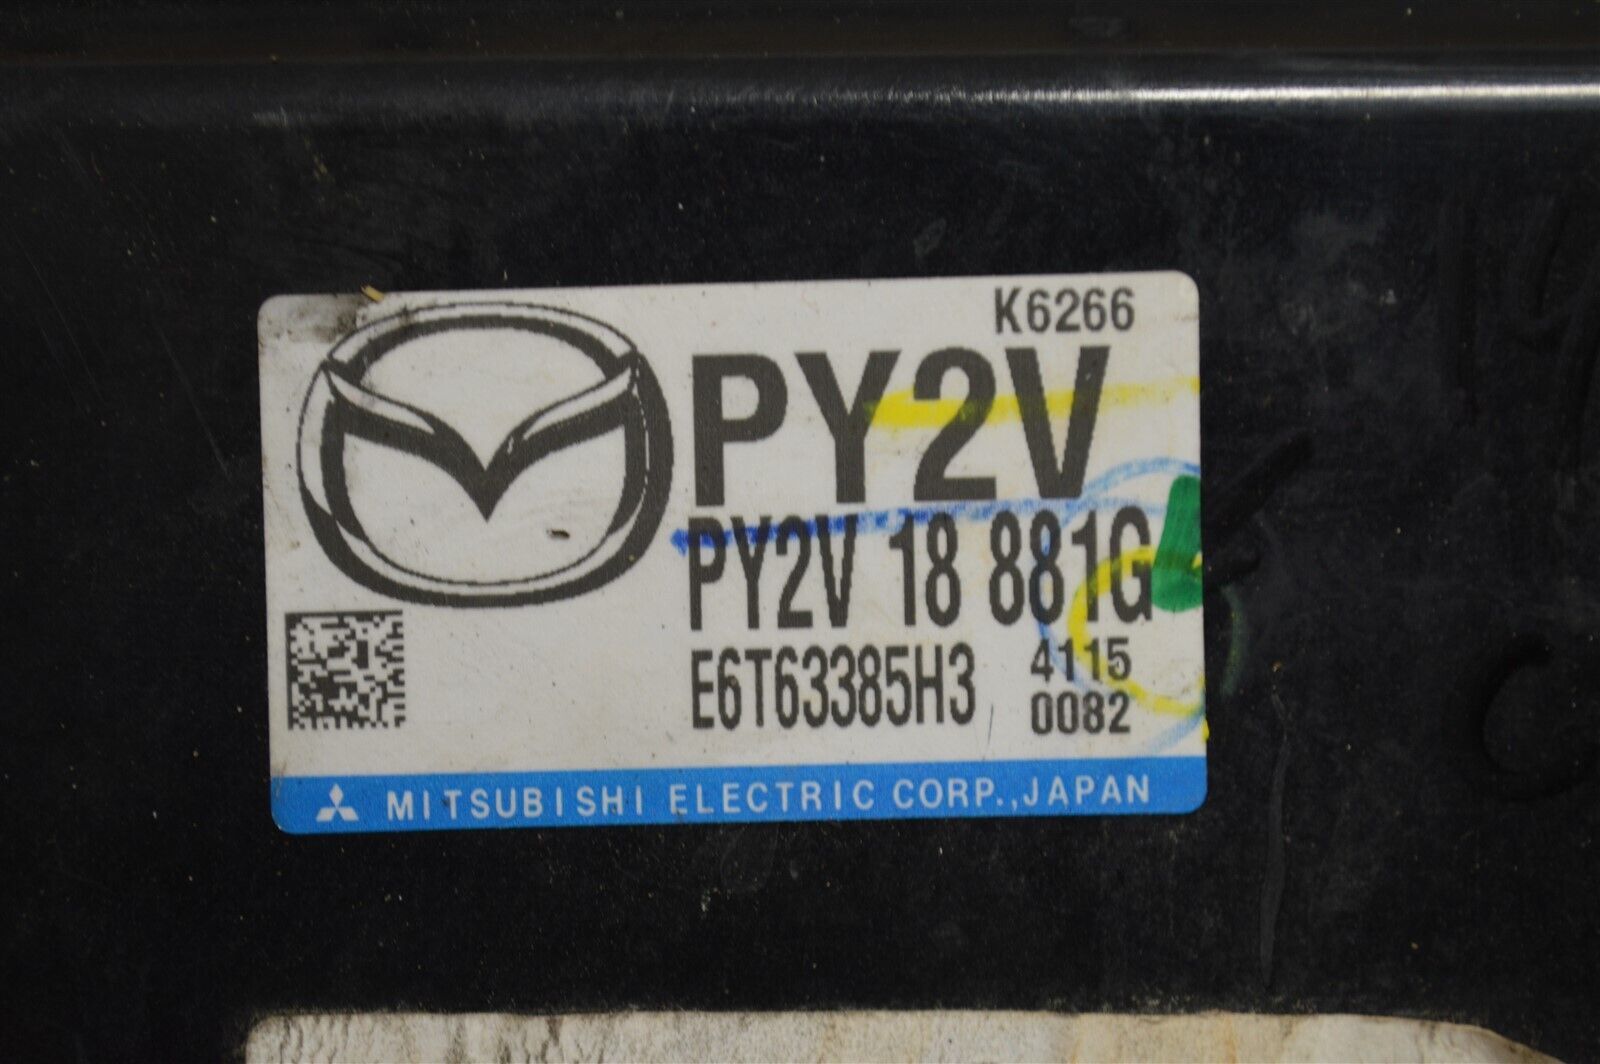 K6266
PY2V
PY2V 18 881G
E6T63385H3
4115
0082
MITSUBISHI ELECTRIC CORP., JAPAN